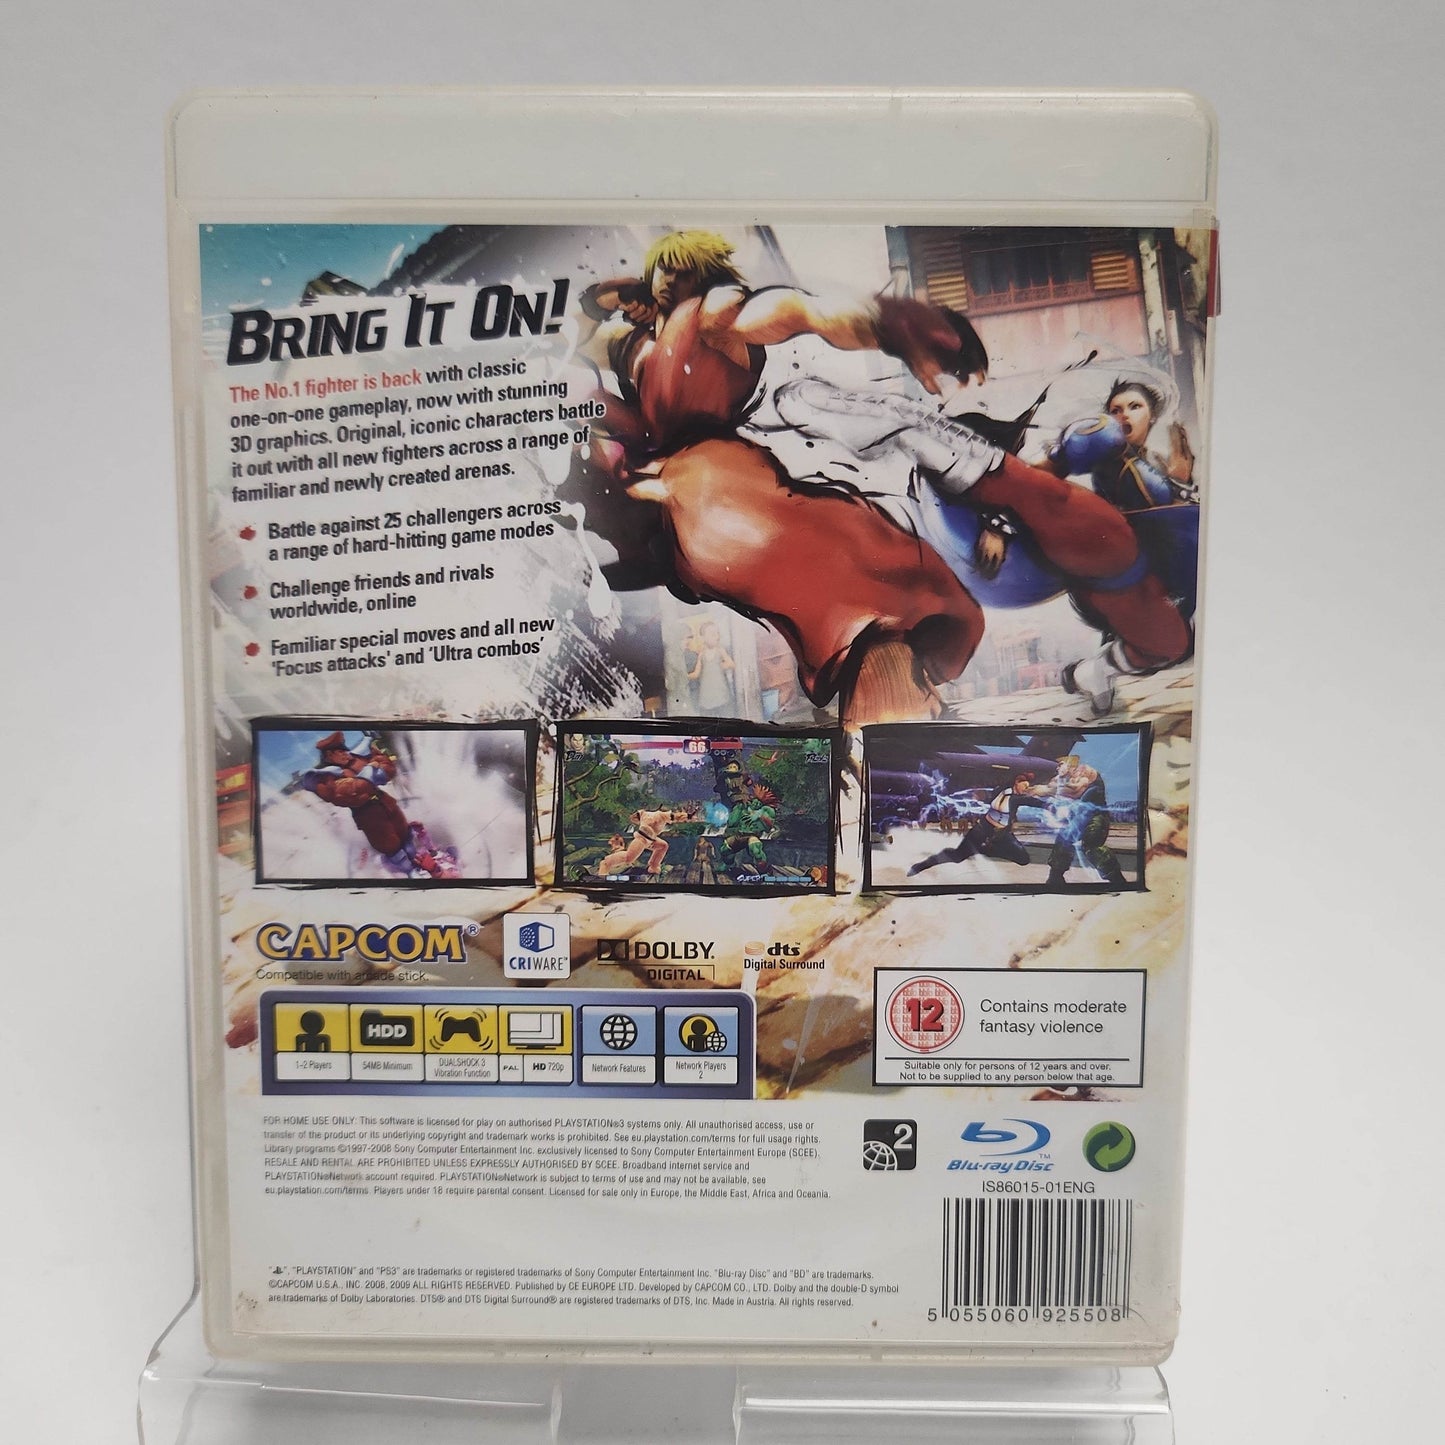 BRING IT ON!
The No.1 fighter is back with classic
one-on-one gameplay, now with stunning
3D graphics. Original, iconic characters battle
it out with all new fighters across a range of
familiar and newly created arenas.
Battle against 25 challengers across
a range of hard-hitting game modes
Challenge friends and rivals
worldwide, online
Familiar special moves and all new
'Focus attacks' and 'Ultra combos'
66
CAPCOM®
Compatible with arcade stick.
CRIWARE™
DOLBY.
DIGITAL
dts
Digital Surround
HDD
1-2 Players
54MB Minimum
DUALSHOCK 3
Vibration Function
PAL HD 720p
Network Features
Network Players
2
12
Contains moderate
fantasy violence
Suitable only for persons of 12 years and over.
Not to be supplied to any person below that age.
FOR HOME USE ONLY: This software is licensed for play on authorised PLAYSTATION®3 systems only. All unauthorised access, use or
transfer of the product or its underlying copyright and trademark works is prohibited. See eu.playstation.com/terms for full usage rights.
Library programs ©1997-2008 Sony Computer Entertainment Inc. exclusively licensed to Sony Computer Entertainment Europe (SCEE).
RESALE AND RENTAL ARE PROHIBITED UNLESS EXPRESSLY AUTHORISED BY SCEE. Broadband internet service and
PLAYSTATION®Network account required. PLAYSTATION®Network is subject to terms of use and may not be available, see
eu.playstation.com/terms. Players under 18 require parental consent. Licensed for sale only in Europe, the Middle East, Africa and Oceania.
2
Blu-ray Disc™
IS86015-01ENG
" ", "PLAYSTATION" and "PS3" are trademarks or registered trademarks of Sony Computer Entertainment Inc. "Blu-ray Disc" and "BD" are trademarks.
©CAPCOM U.S.A., INC. 2008, 2009 ALL RIGHTS RESERVED. Published by CE EUROPE LTD. Developed by CAPCOM CO., LTD. Dolby and the double-D symbol
are trademarks of Dolby Laboratories. DTS® and DTS Digital Surround® are registered trademarks of DTS, Inc. Made in Austria. All rights reserved.
5 055060 925508